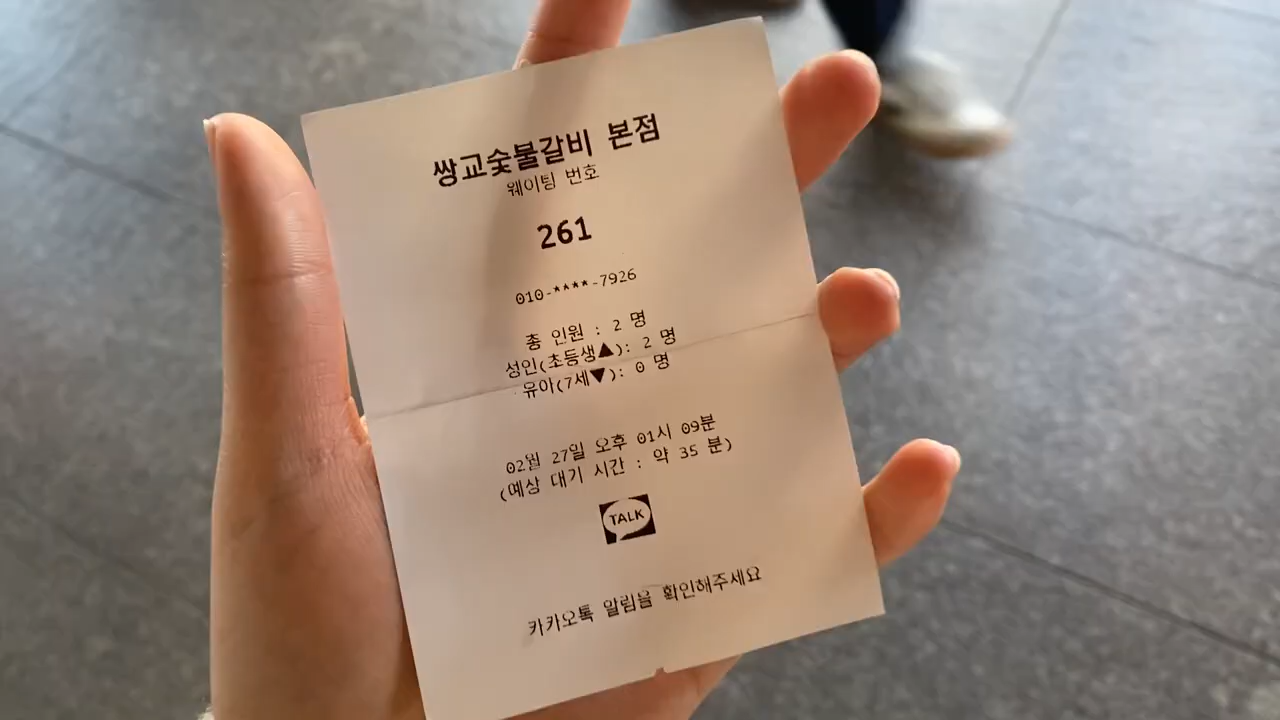 쌍교숯불갈비 본점
웨이팅 번호
261
010-****-7926
총 인원 : 2 명
성인(초등생▲): 2 명
유아(7세▼): 0 명
02월 27일 오후 01시 09분
(예상 대기 시간 : 약 35 분)
TALK
카카오톡 알림을 확인해주세요